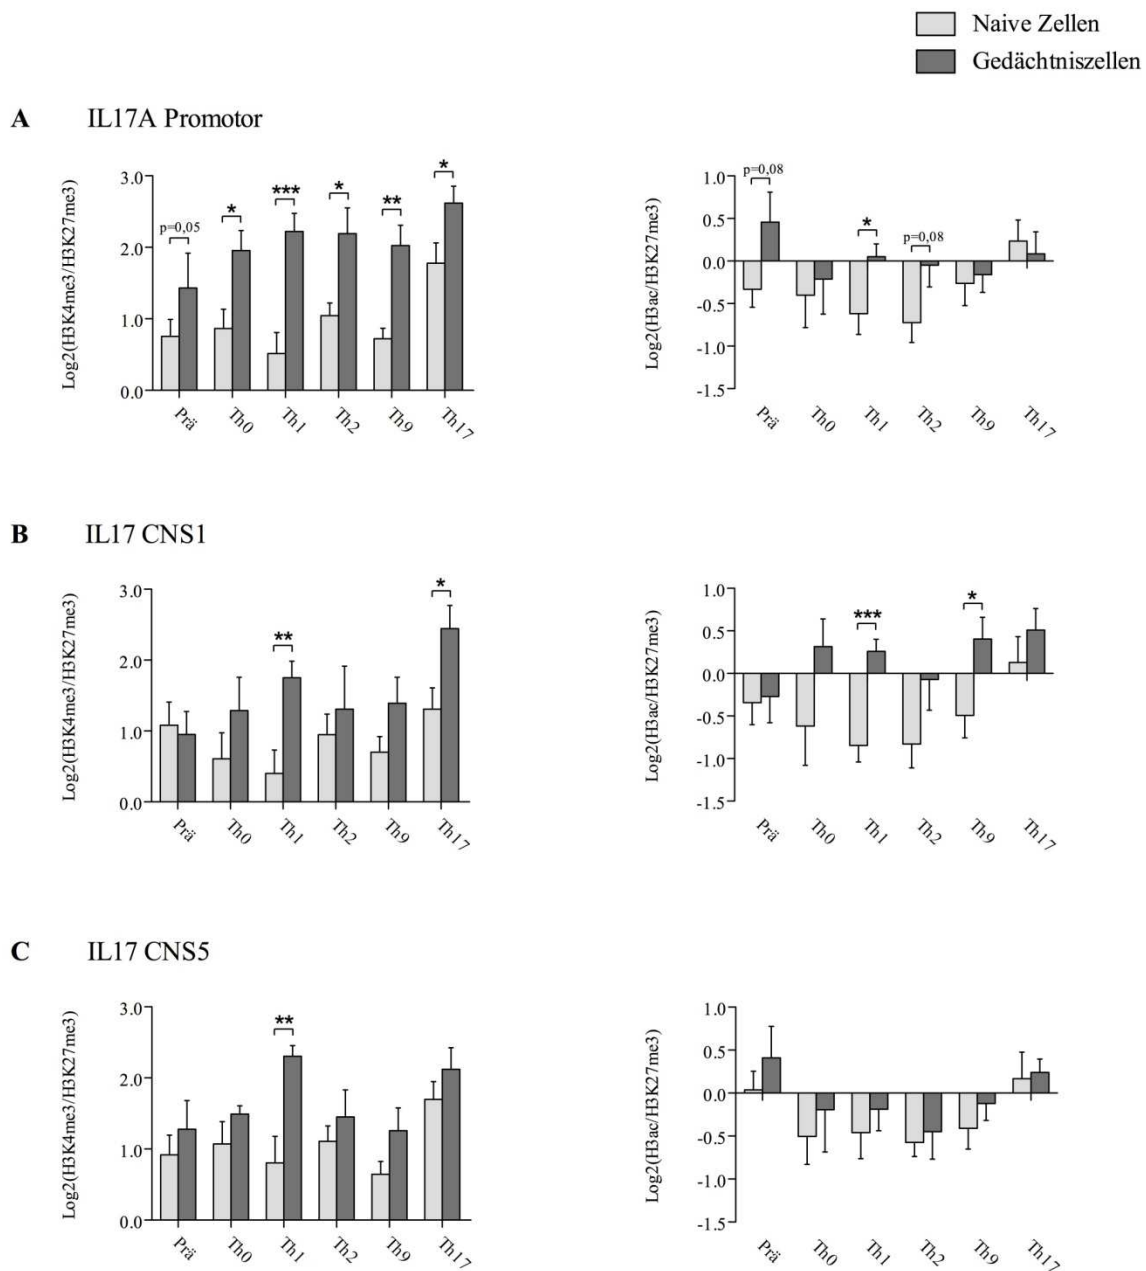 Naive Zellen
Gedächtniszellen
A IL17A Promotor
Log2(H3K4me3/H3K27me3)
3.0
2.0
1.0
0.0
p=0,05
*
***
*
**
*
Prä Th0 Th1 Th2 Th9 Th17
Log2(H3ac/H3K27me3)
1.0
0.5
0.0
-0.5
-1.0
-1.5
p=0,08
*
p=0,08
Prä Th0 Th1 Th2 Th9 Th17
B IL17 CNS1
Log2(H3K4me3/H3K27me3)
3.0
2.0
1.0
0.0
**
*
Prä Th0 Th1 Th2 Th9 Th17
Log2(H3ac/H3K27me3)
1.0
0.5
0.0
-0.5
-1.0
-1.5
***
*
Prä Th0 Th1 Th2 Th9 Th17
C IL17 CNS5
Log2(H3K4me3/H3K27me3)
3.0
2.0
1.0
0.0
**
Prä Th0 Th1 Th2 Th9 Th17
Log2(H3ac/H3K27me3)
1.0
0.5
0.0
-0.5
-1.0
-1.5
Prä Th0 Th1 Th2 Th9 Th17